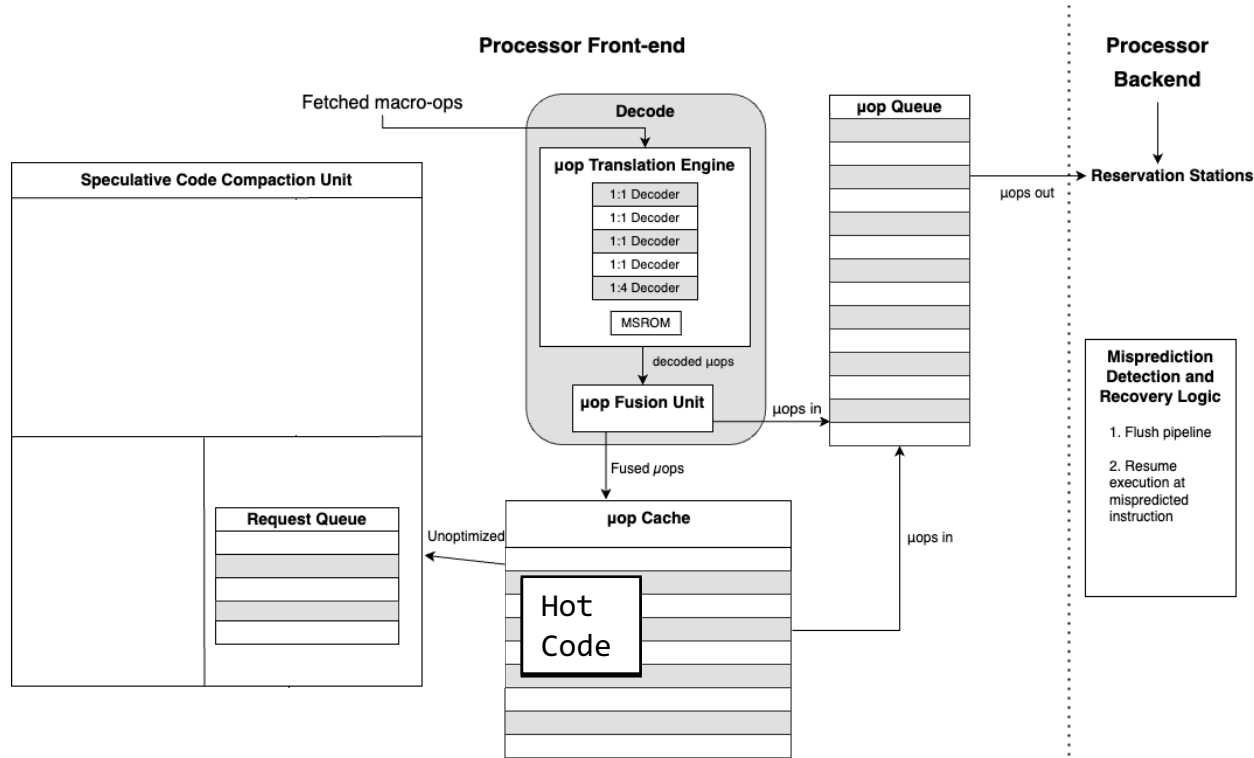 Processor Front-end
Processor
Backend
Fetched macro-ops
Decode
µop Queue
µop Translation Engine
Speculative Code Compaction Unit
1:1 Decoder
1:1 Decoder
1:1 Decoder
1:1 Decoder
1:4 Decoder
MSROM
µops out
Reservation Stations
decoded µops
µop Fusion Unit
µops in
Misprediction
Detection and
Recovery Logic
1. Flush pipeline
2. Resume
execution at
mispredicted
instruction
Fused µops
Request Queue
Unoptimized
µop Cache
µops in
Hot
Code